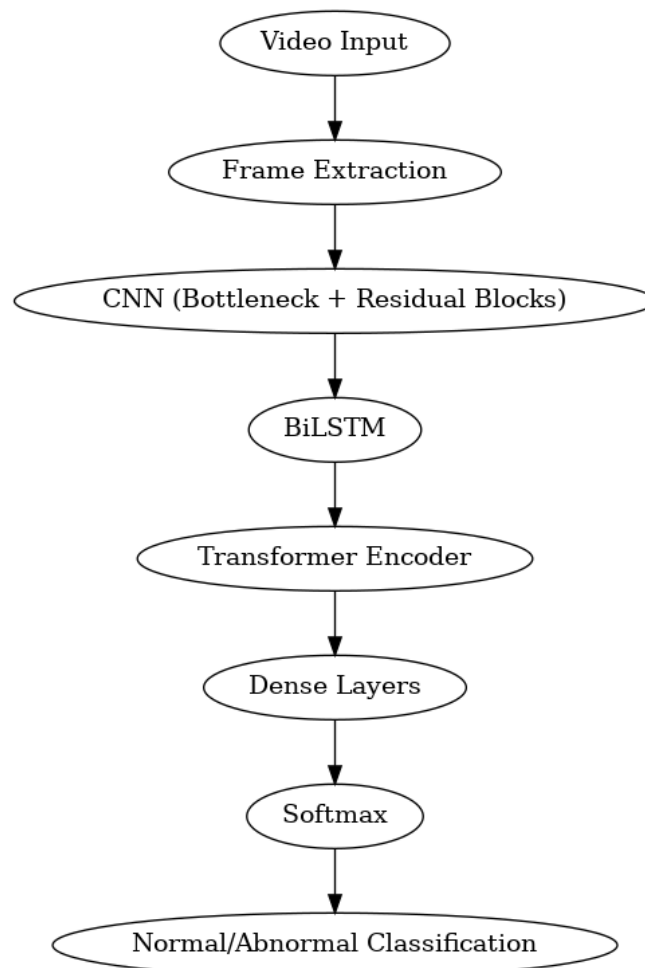 Video Input
Frame Extraction
CNN (Bottleneck + Residual Blocks)
BiLSTM
Transformer Encoder
Dense Layers
Softmax
Normal/Abnormal Classification